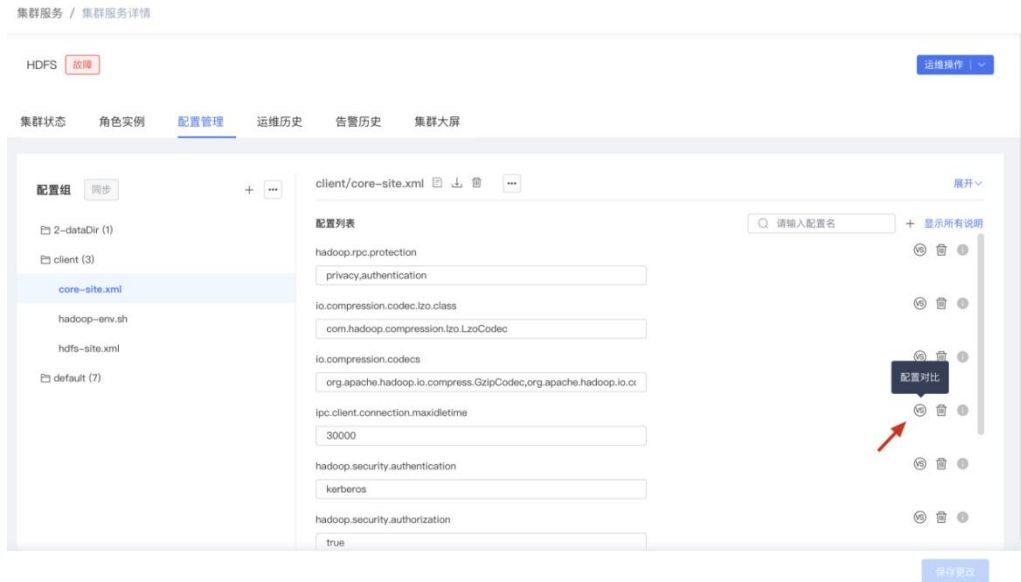 集群服务 / 集群服务详情
HDFS 故障 运维操作
集群状态 角色实例 配置管理 运维历史 告警历史 集群大屏
配置组 同步
2-dataDir (1)
client (3)
core-site.xml
hadoop-env.sh
hdfs-site.xml
default (7)
client/core-site.xml 展开
配置列表 请输入配置名 显示所有说明
hadoop.rpc.protection
privacy,authentication
io.compression.codec.lzo.class
com.hadoop.compression.lzo.LzoCodec
io.compression.codecs
org.apache.hadoop.io.compress.GzipCodec,org.apache.hadoop.io.co
配置对比
ipc.client.connection.maxidletime
VS
30000
hadoop.security.authentication
kerberos
hadoop.security.authorization
true
保存更改